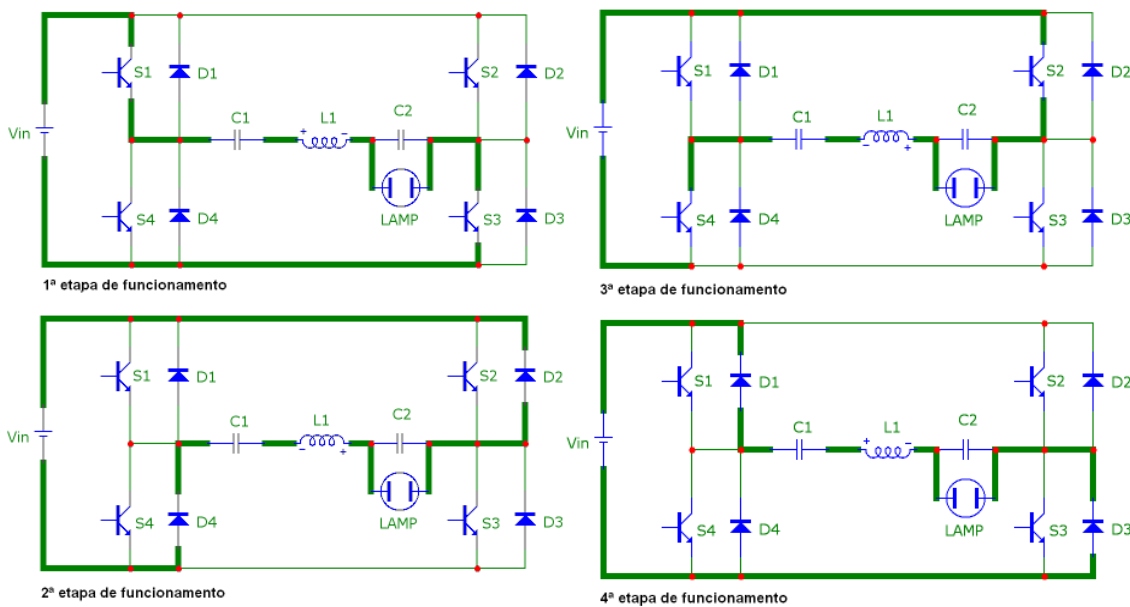 S1 D1 S2 D2
Vin C1 L1 C2
+ -
S4 D4 LAMP S3 D3
1ª etapa de funcionamento
S1 D1 S2 D2
Vin C1 L1 C2
- +
S4 D4 LAMP S3 D3
3ª etapa de funcionamento
S1 D1 S2 D2
Vin C1 L1 C2
- +
S4 D4 LAMP S3 D3
2ª etapa de funcionamento
S1 D1 S2 D2
Vin C1 L1 C2
+ -
S4 D4 LAMP S3 D3
4ª etapa de funcionamento